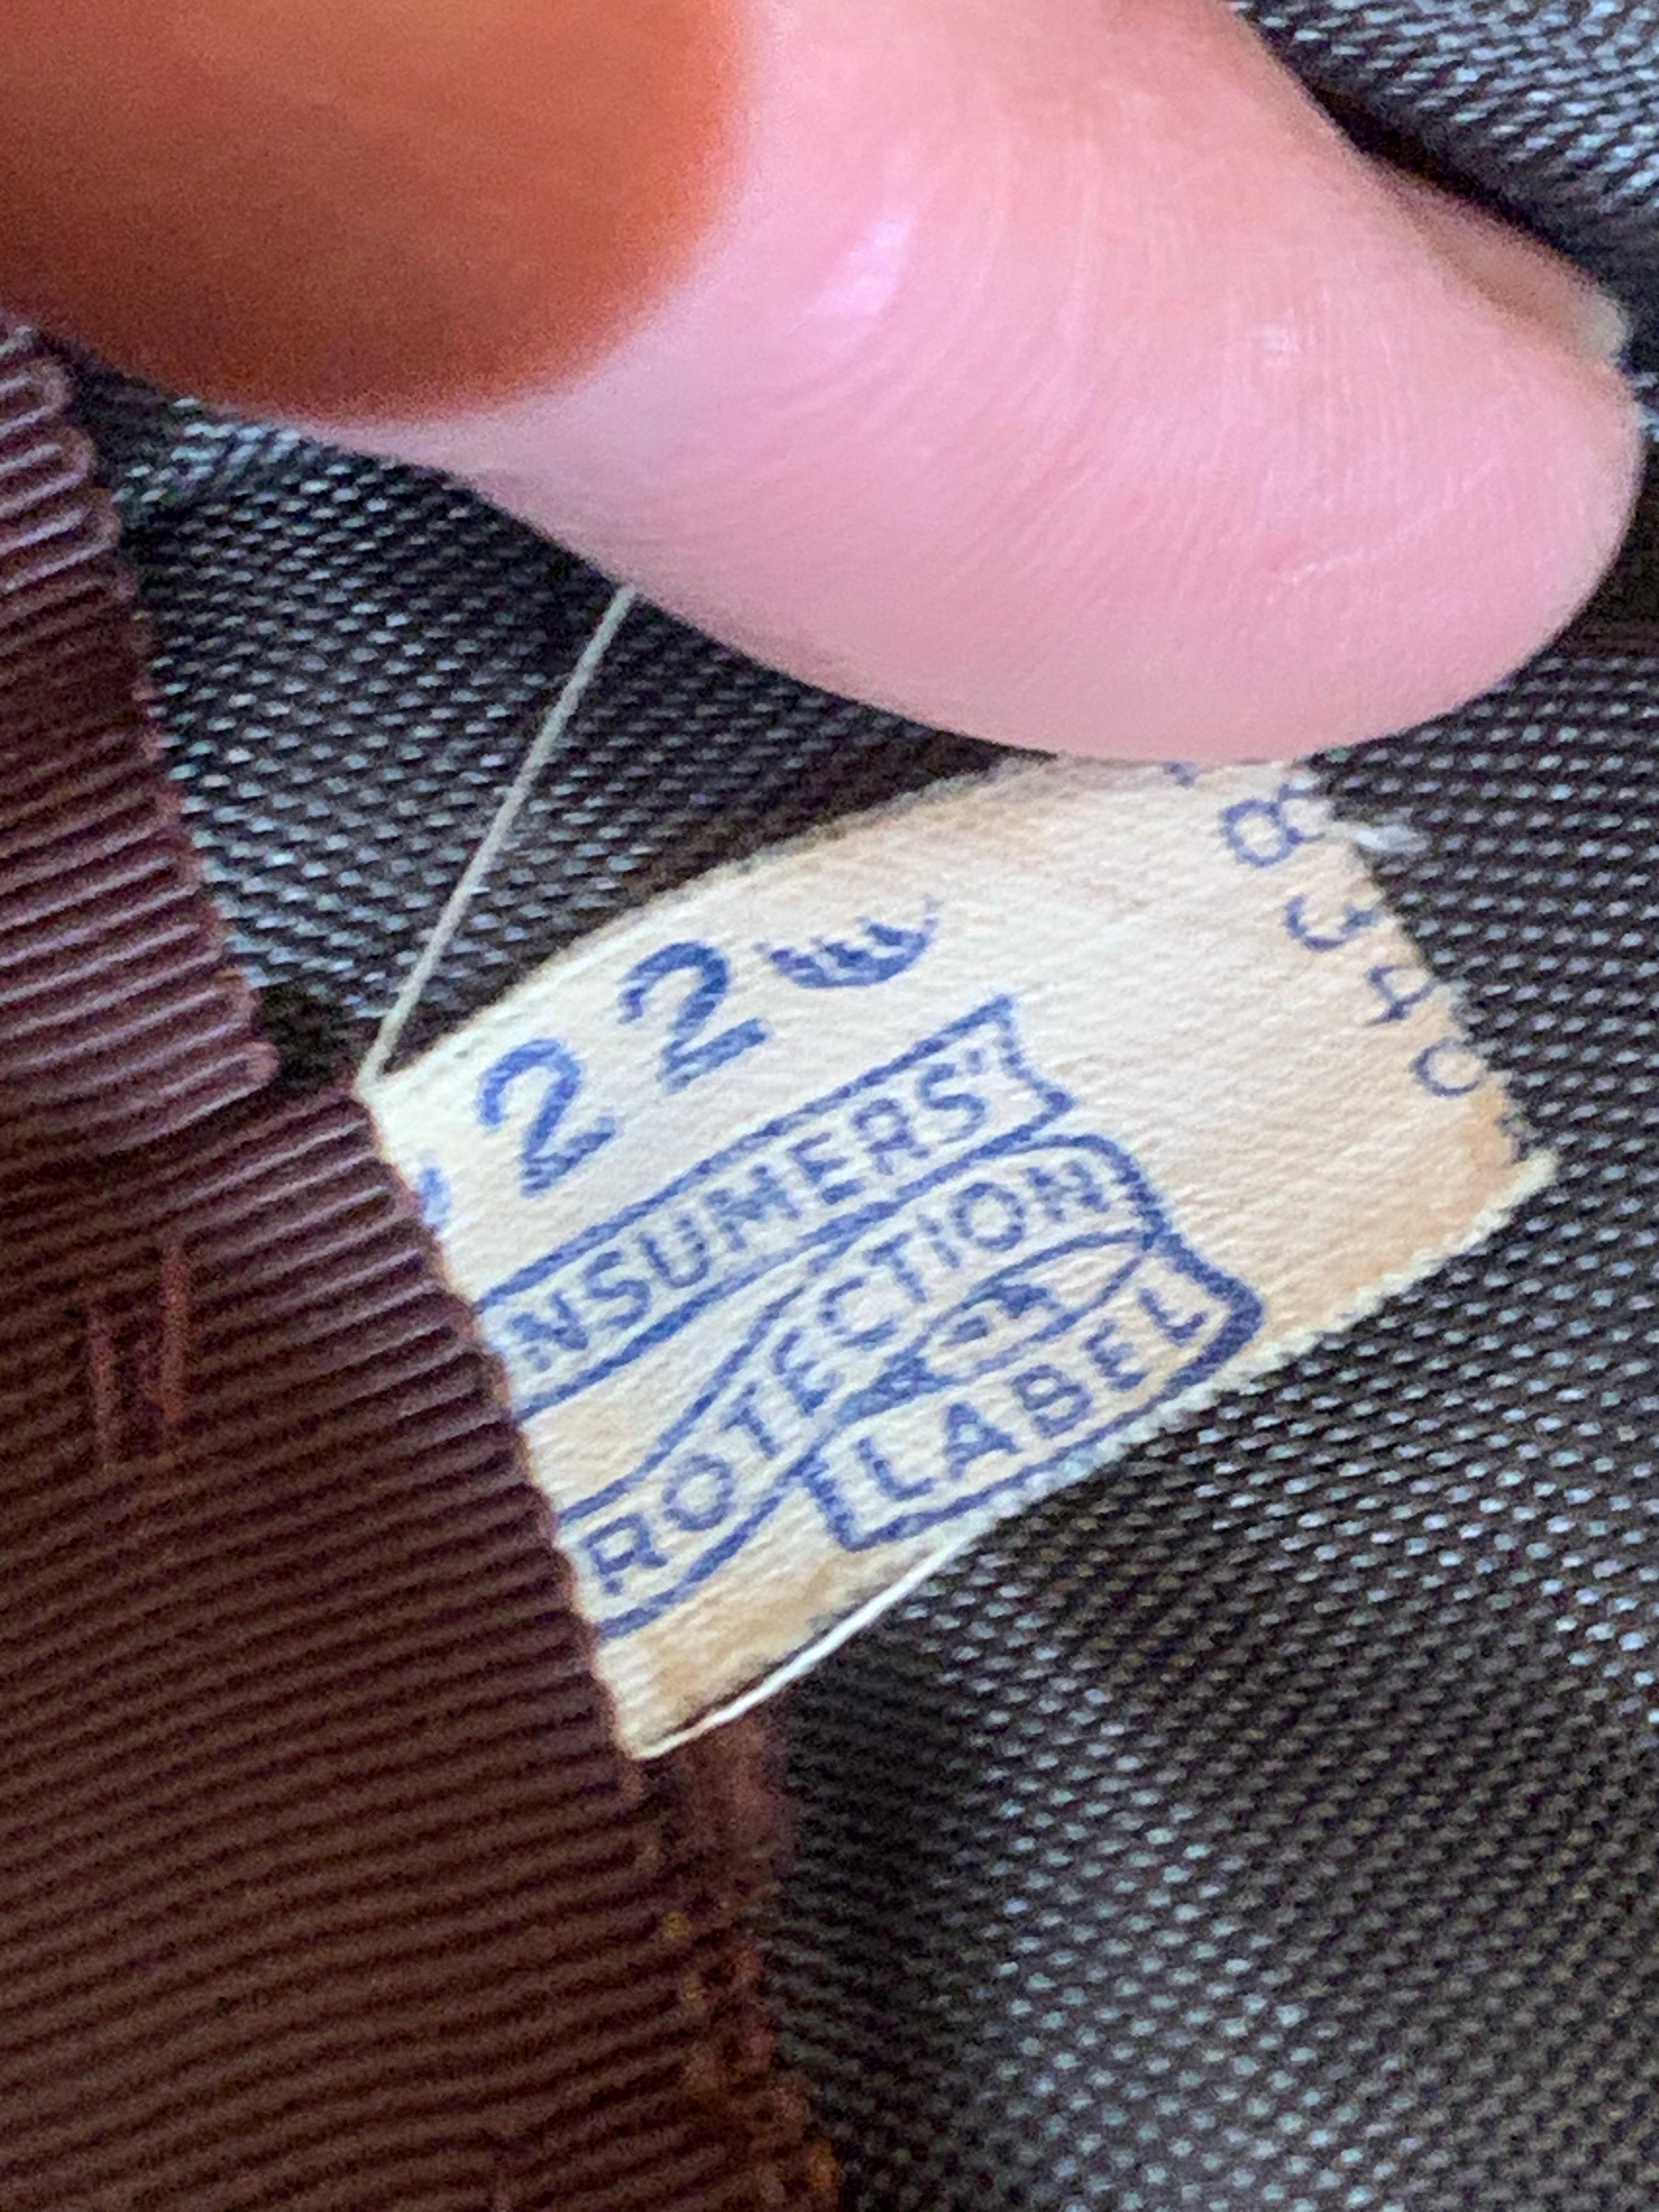 22
NSUMERS'
ROTECTION
LABEL